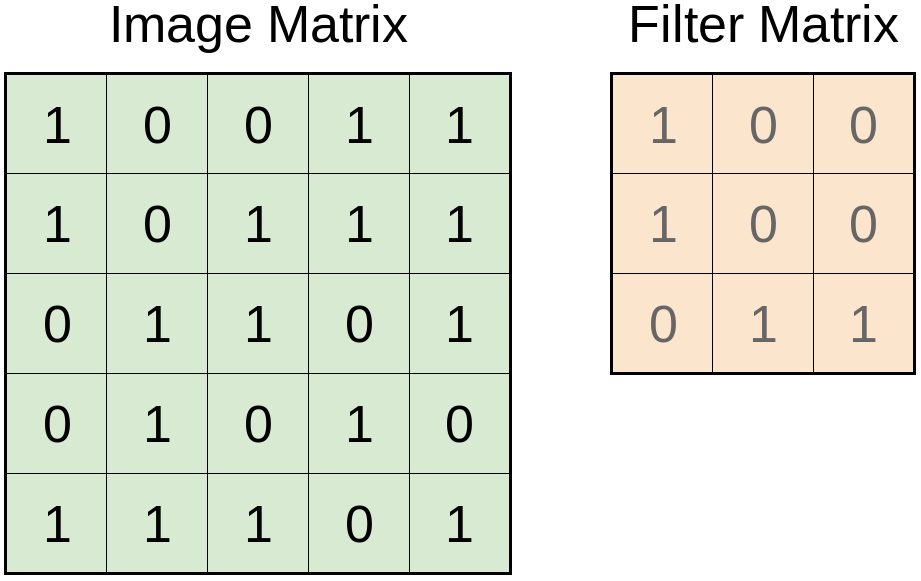 Image Matrix Filter Matrix
1 0 0 1 1 1 0 0
1 0 1 1 1 1 0 0
0 1 1 0 1 0 1 1
0 1 0 1 0
1 1 1 0 1